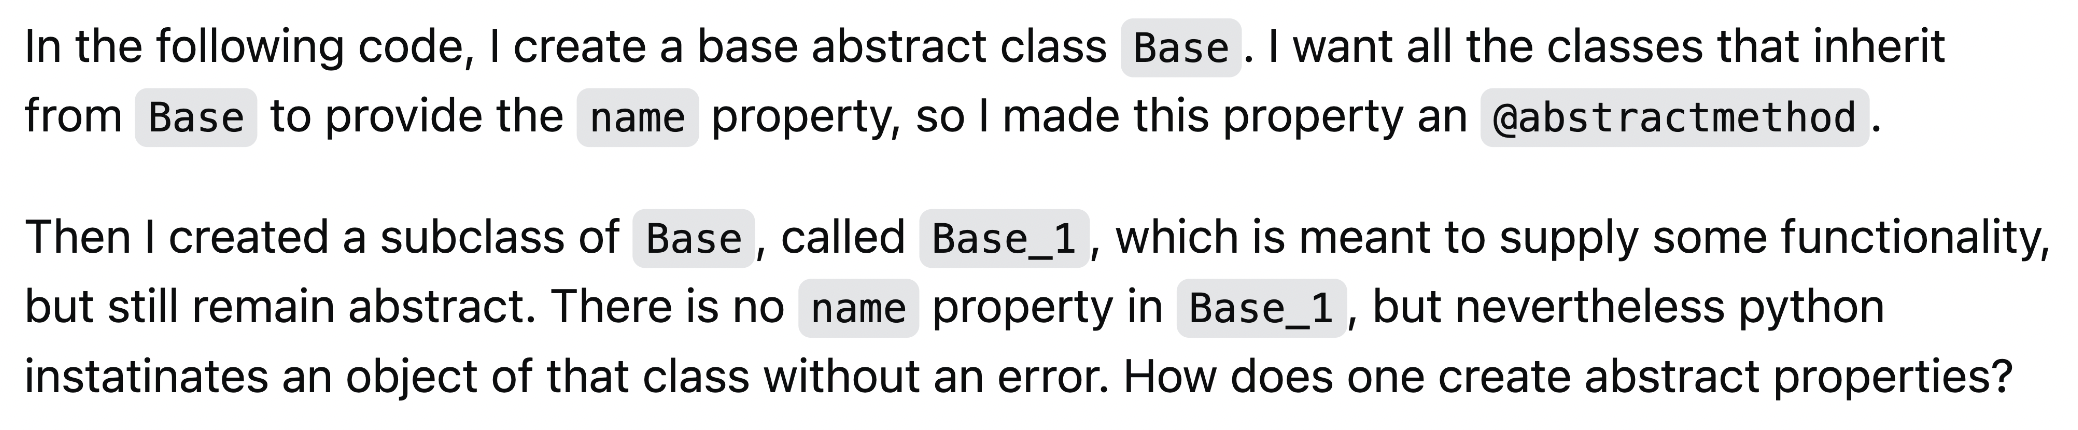 In the following code, I create a base abstract class Base. I want all the classes that inherit
from Base to provide the name property, so I made this property an @abstractmethod.
Then I created a subclass of Base, called Base_1, which is meant to supply some functionality,
but still remain abstract. There is no name property in Base_1, but nevertheless python
instatinates an object of that class without an error. How does one create abstract properties?